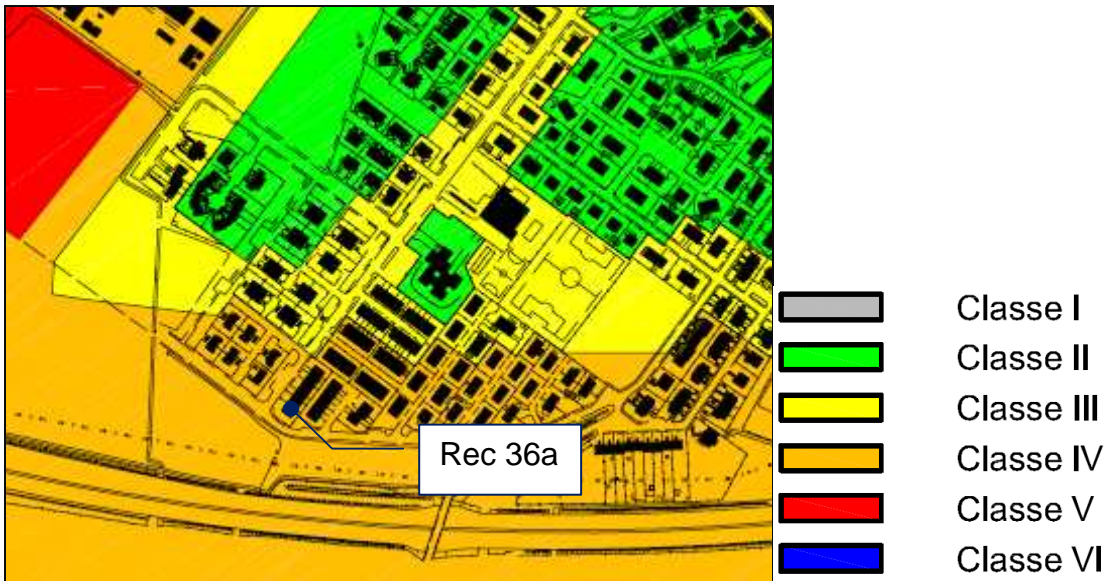 Rec 36a
Classe I
Classe II
Classe III
Classe IV
Classe V
Classe VI